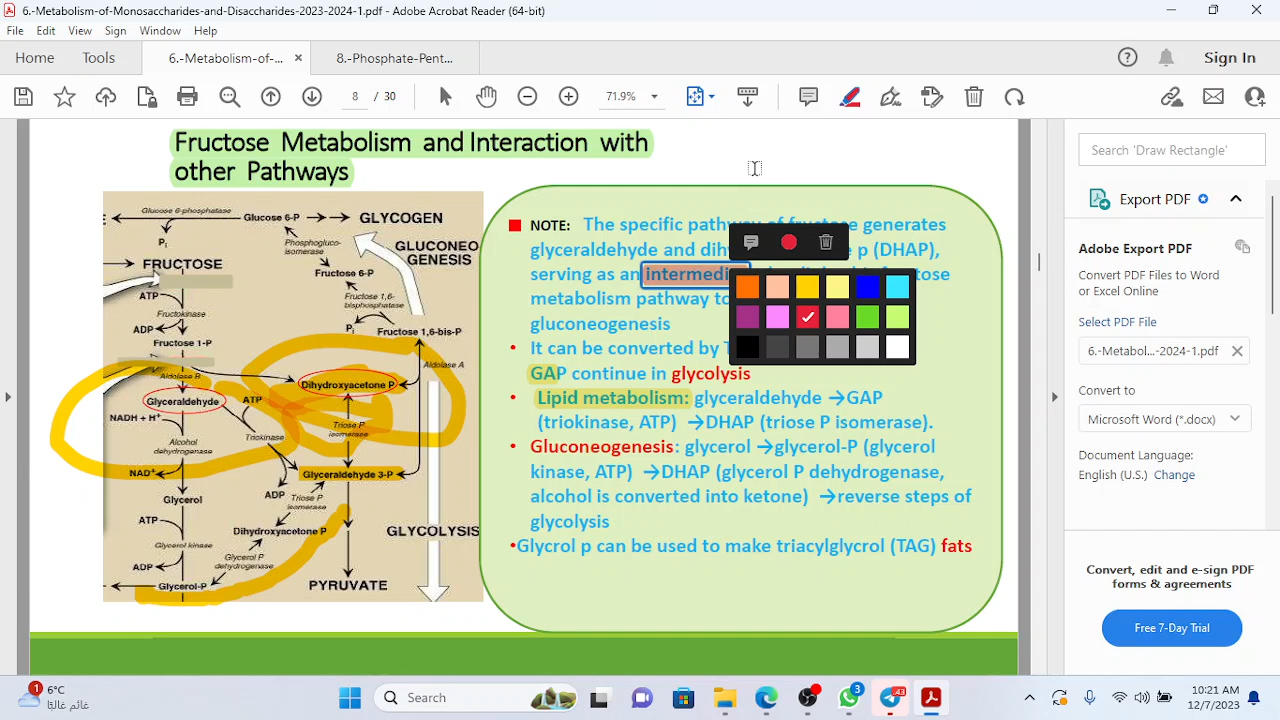 6.-Metabolism-of-Monosaccharids-and-Disaccharids-2023-2024-1.pdf - Adobe Acrobat Reader (64-bit)
File Edit View Sign Window Help
Home Tools 6.-Metabolism-of-... × 8.-Phosphate-Pent... Sign In
8 / 30 71.9%
Fructose Metabolism and Interaction with
other Pathways
Glucose 6-phosphatase
Glucose 6-P
GLYCOGEN
Pi
Phosphogluco-
isomerase
GLUCONEO
GENESIS
FRUCTOSE
Fructose 6-P
ATP
Fructokinase
Fructose 1,6-
bisphosphatase
ADP
Pi
Fructose 1,6-bis-P
Fructose 1-P
Aldolase A
Aldolase B
Dihydroxyacetone P
Glyceraldehyde
ATP
NADH + H+
Triose P
isomerase
Alcohol
dehydrogenase
Triokinase
NAD+
Glyceraldehyde 3-P
Glycerol
ADP
Triose P
isomerase
ATP
Dihydroxyacetone P
GLYCOLYSIS
Glycerol kinase
Glycerol P
dehydrogenase
ADP
Glycerol-P
PYRUVATE
NOTE: The specific pathway of fructose generates
glyceraldehyde and p (DHAP),
serving as an
metabolism pathway to
gluconeogenesis
• It can be converted by
GAP continue in glycolysis
• Lipid metabolism: glyceraldehyde →GAP
(triokinase, ATP) →DHAP (triose P isomerase).
• Gluconeogenesis: glycerol →glycerol-P (glycerol
kinase, ATP) →DHAP (glycerol P dehydrogenase,
alcohol is converted into ketone) →reverse steps of
glycolysis
•Glycrol p can be used to make triacylglycrol (TAG) fats
Search 'Draw Rectangle'
Export PDF
Adobe Export PDF
Convert PDF Files to Word
or Excel Online
Select PDF File
6.-Metabol...-2024-1.pdf
Convert to
Microsoft Word (*.docx)
Document Language:
English (U.S.) Change
Convert, edit and e-sign PDF
forms & agreements
Free 7-Day Trial
1
6°C
غائم غالبًا
Search
3
43
10:21 AM
12/7/2023